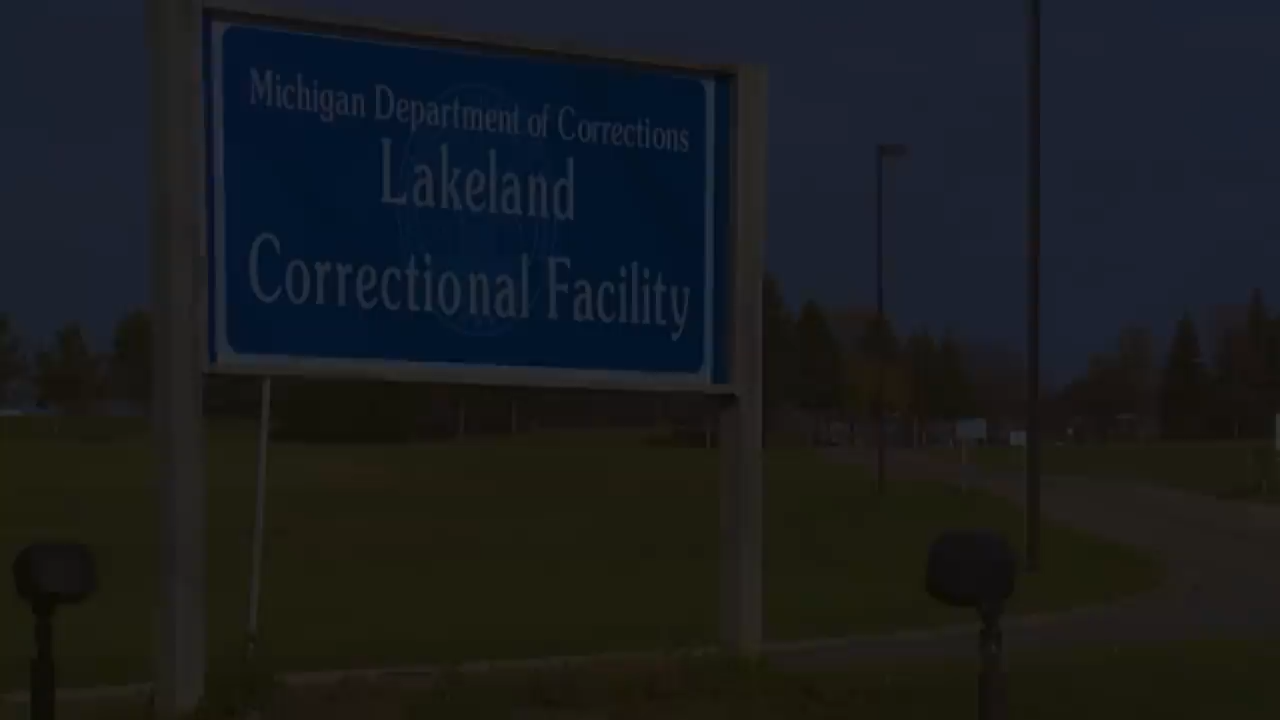 Michigan Department of Corrections
Lakeland
Correctional Facility